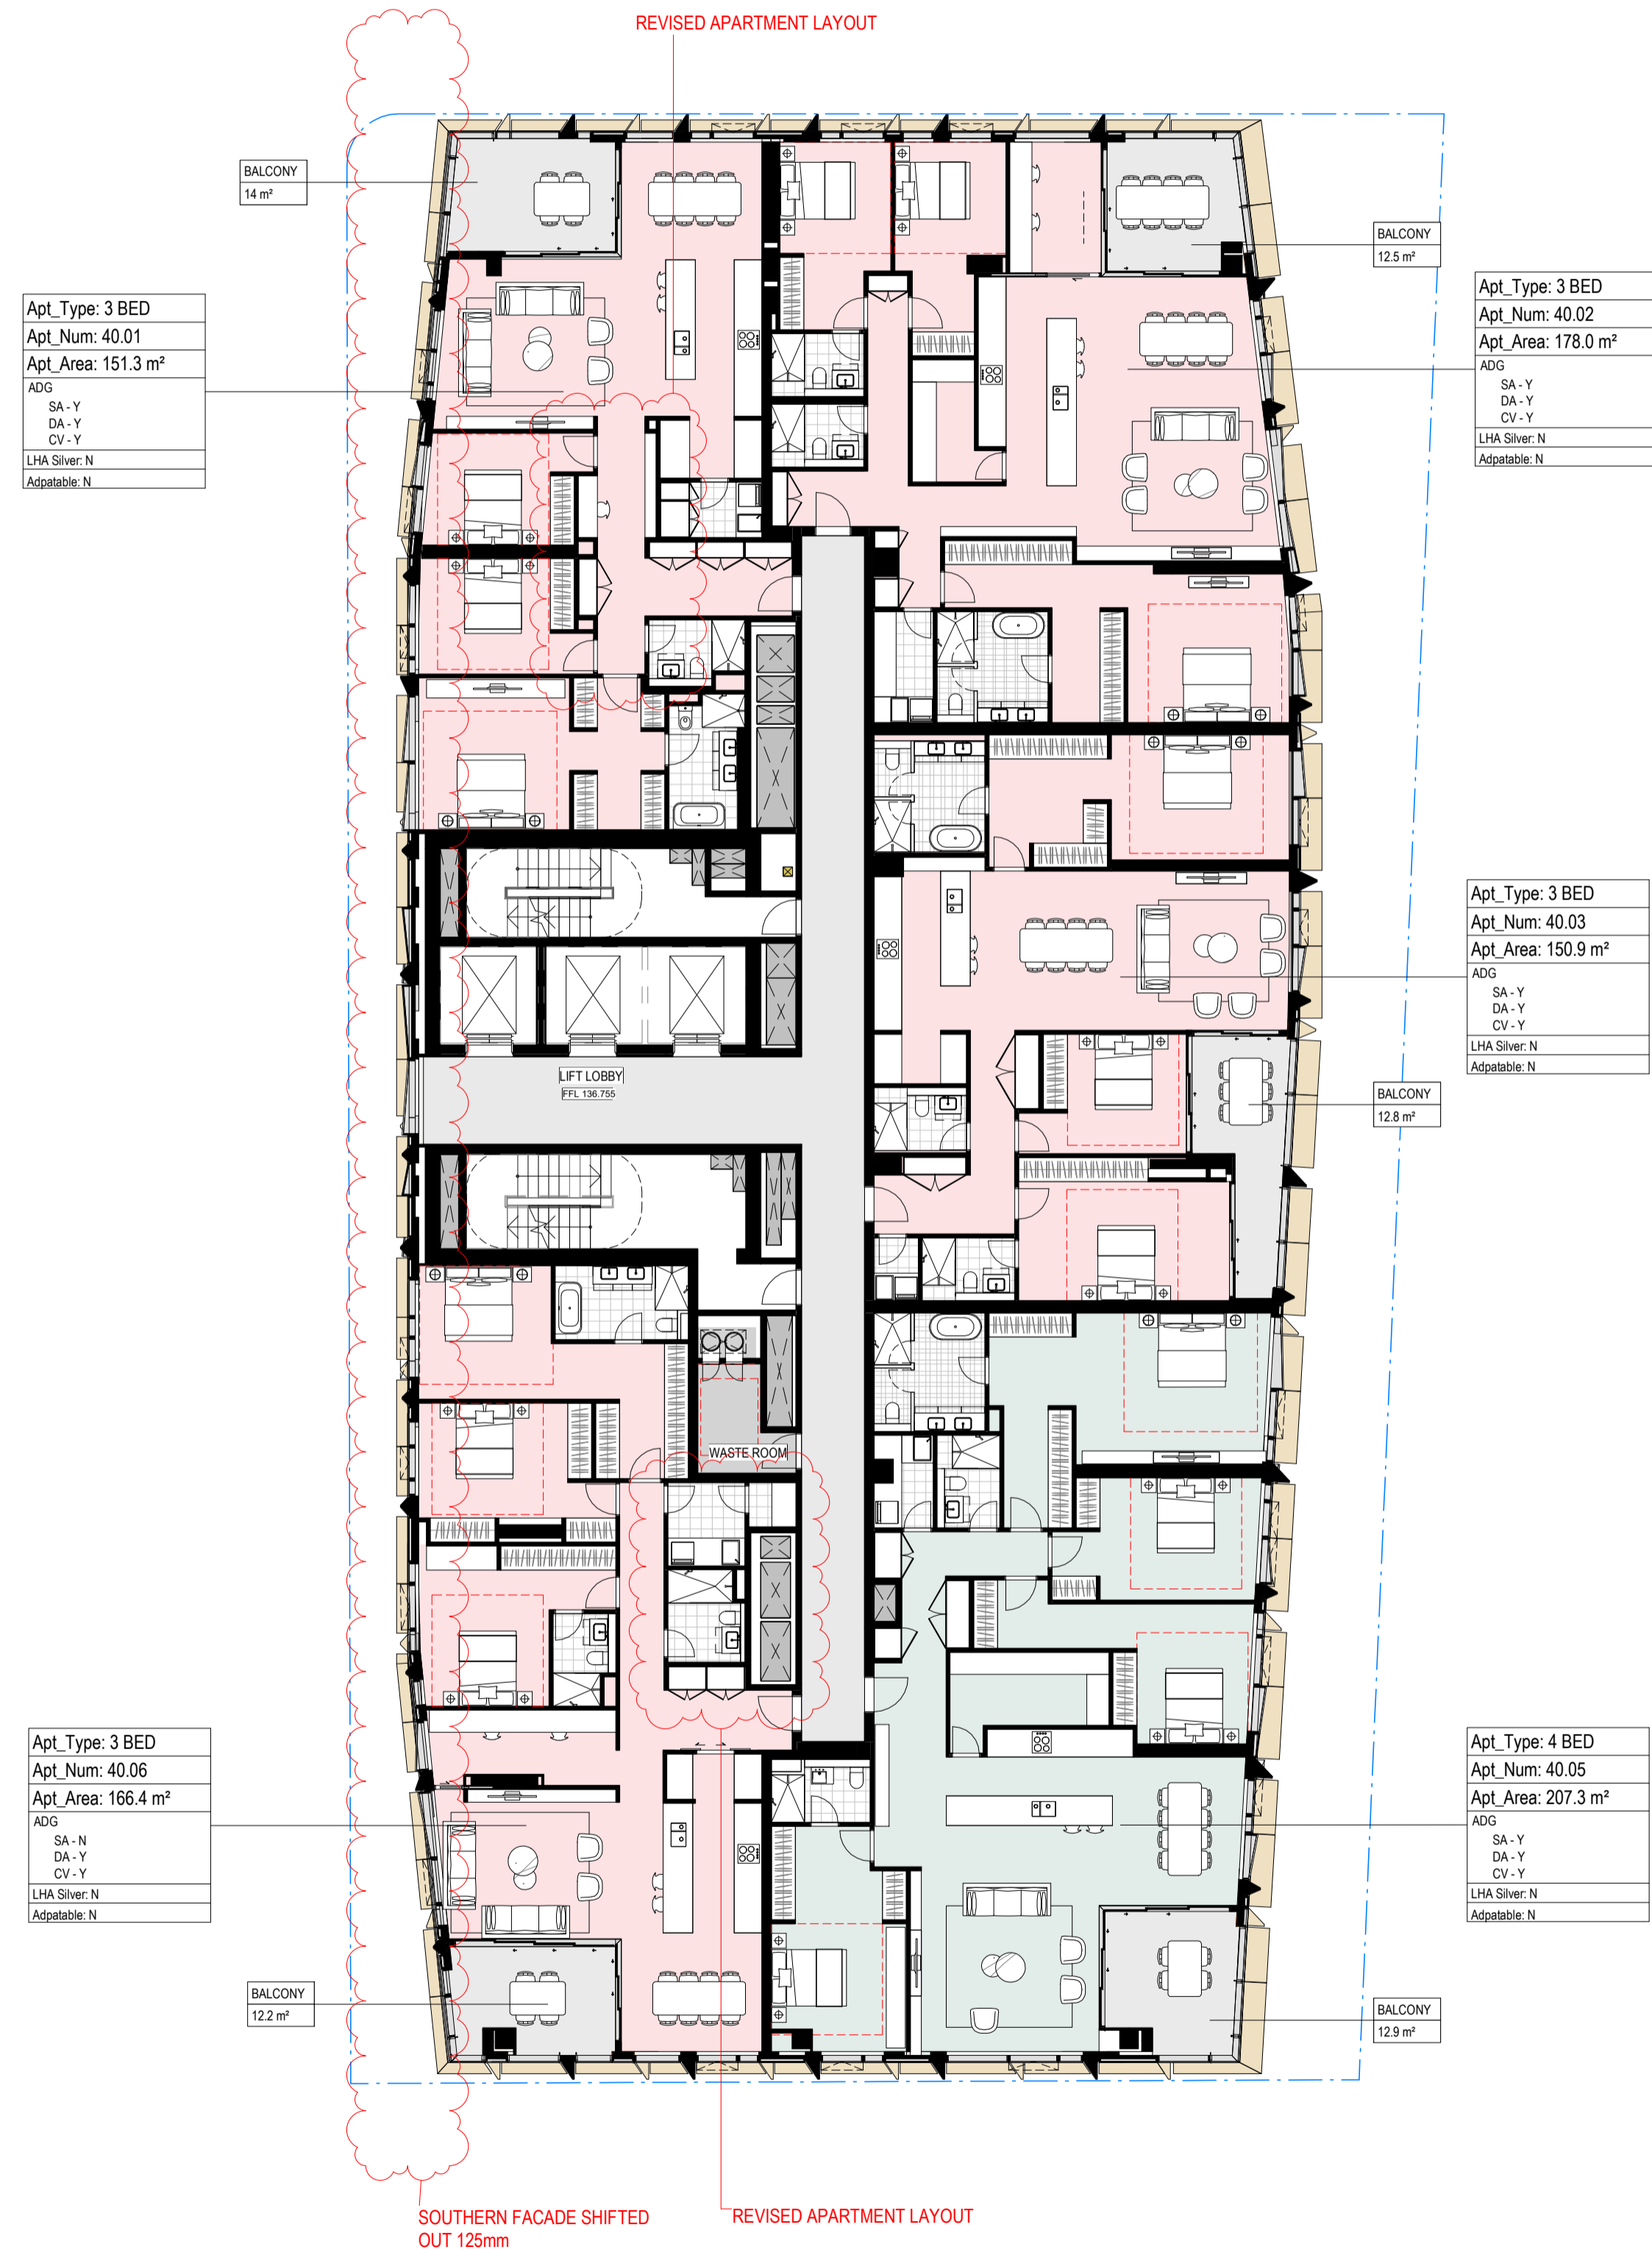 REVISED APARTMENT LAYOUT
BALCONY
14 m²
BALCONY
12.5 m²
Apt_Type: 3 BED
Apt_Num: 40.01
Apt_Area: 151.3 m²
ADG
SA - Y
DA - Y
CV - Y
LHA Silver: N
Adpatable: N
Apt_Type: 3 BED
Apt_Num: 40.02
Apt_Area: 178.0 m²
ADG
SA - Y
DA - Y
CV - Y
LHA Silver: N
Adpatable: N
Apt_Type: 3 BED
Apt_Num: 40.03
Apt_Area: 150.9 m²
ADG
SA - Y
DA - Y
CV - Y
LHA Silver: N
Adpatable: N
LIFT LOBBY
FFL 136.755
BALCONY
12.8 m²
WASTE ROOM
Apt_Type: 3 BED
Apt_Num: 40.06
Apt_Area: 166.4 m²
ADG
SA - N
DA - Y
CV - Y
LHA Silver: N
Adpatable: N
Apt_Type: 4 BED
Apt_Num: 40.05
Apt_Area: 207.3 m²
ADG
SA - Y
DA - Y
CV - Y
LHA Silver: N
Adpatable: N
BALCONY
12.2 m²
BALCONY
12.9 m²
SOUTHERN FACADE SHIFTED
OUT 125mm
REVISED APARTMENT LAYOUT